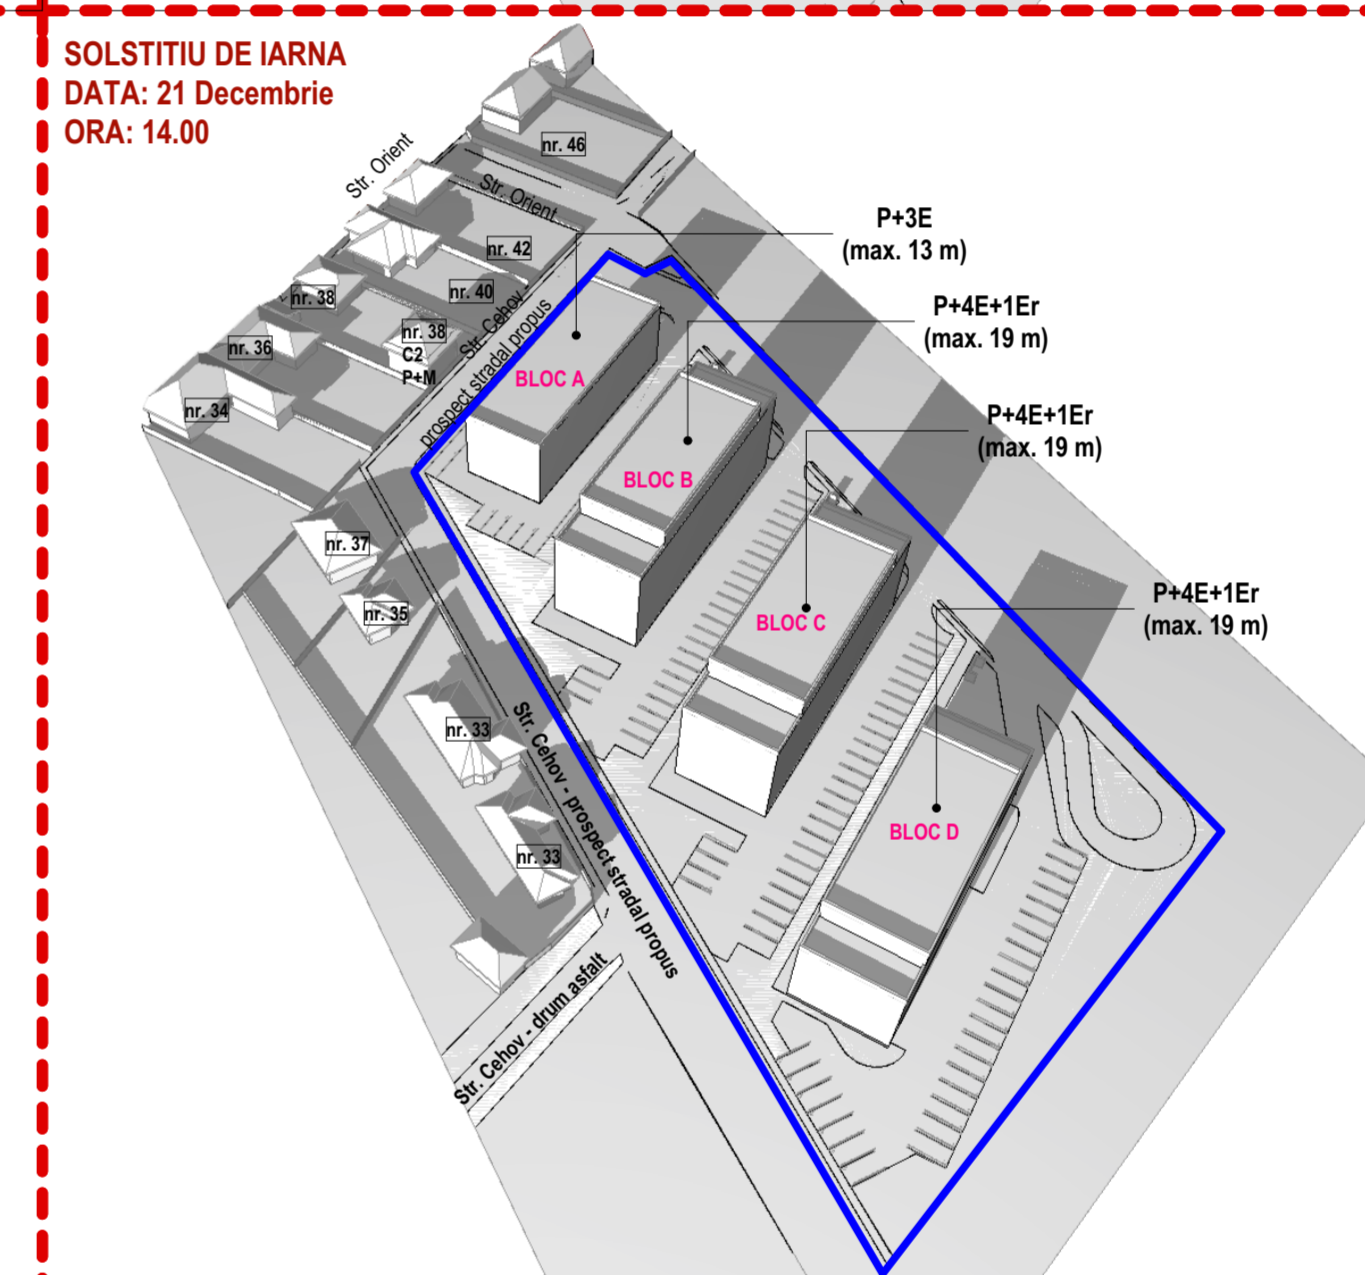 SOLSTITIU DE IARNA
DATA: 21 Decembrie
ORA: 14.00
nr. 46
Str. Orient
Str. Orient
P+3E
(max. 13 m)
nr. 42
nr. 40
nr. 38
P+4E+1Er
(max. 19 m)
Str. Cehov
prospect stradal propus
nr. 38
C2
P+M
nr. 36
BLOC A
nr. 34
P+4E+1Er
(max. 19 m)
BLOC B
nr. 37
nr. 35
P+4E+1Er
(max. 19 m)
BLOC C
nr. 33
Str. Cehov - prospect stradal propus
BLOC D
nr. 33
Str. Cehov - drum asfalt